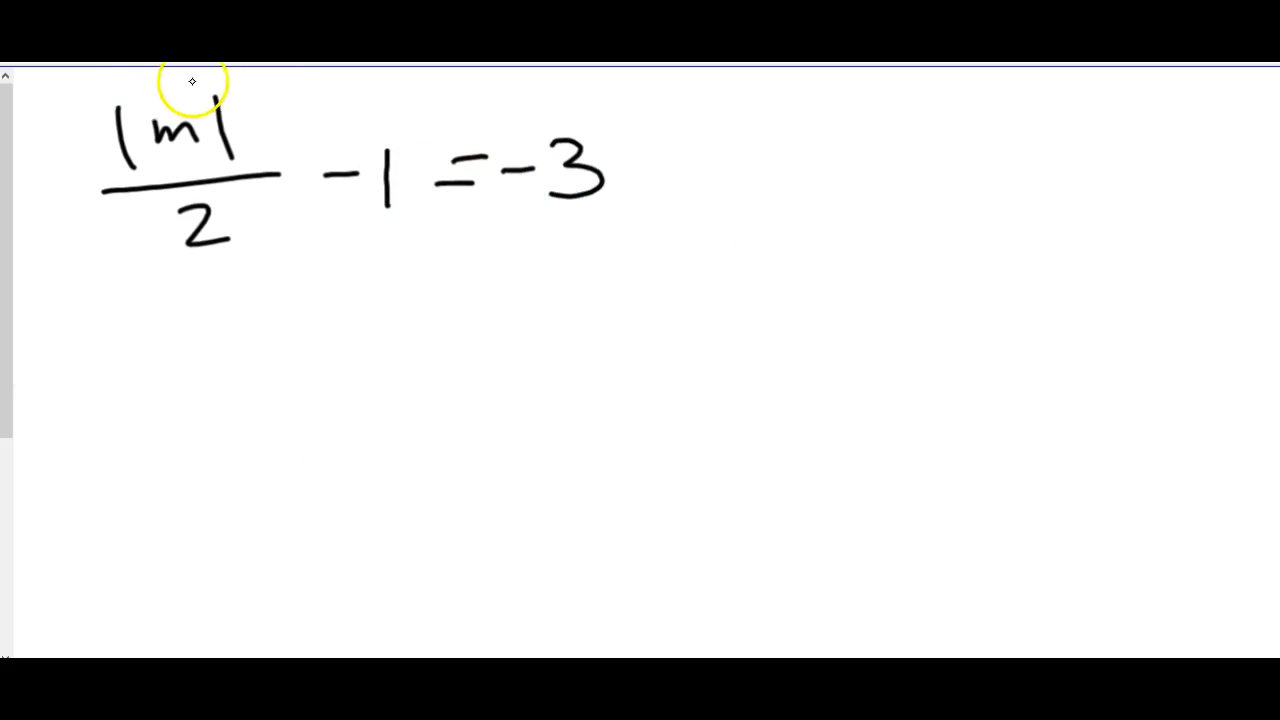 |m|/2 - 1 = -3